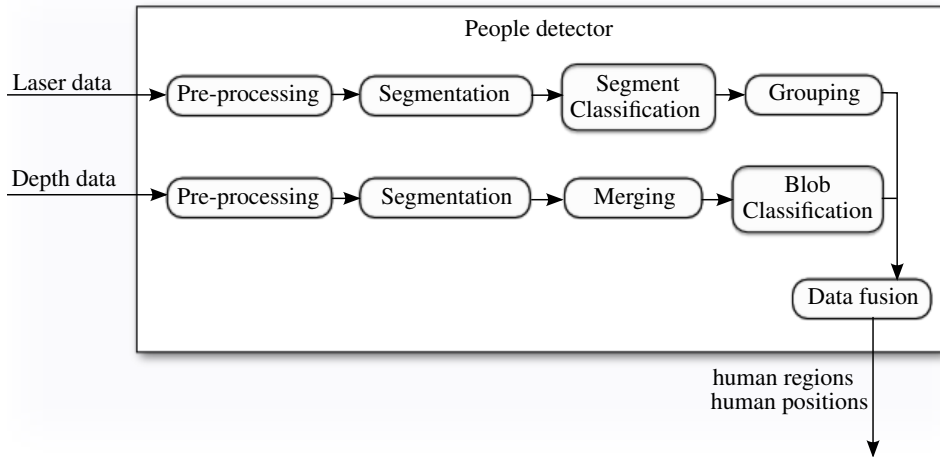 People detector
Laser data
Pre-processing
Segmentation
Segment
Classification
Grouping
Depth data
Pre-processing
Segmentation
Merging
Blob
Classification
Data fusion
human regions
human positions